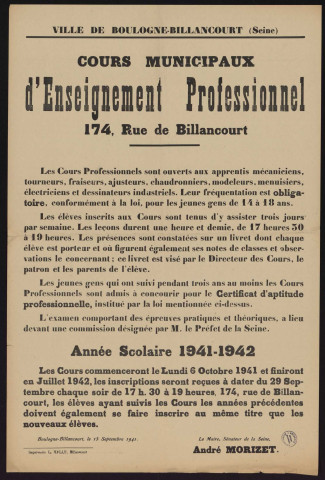 VILLE DE BOULOGNE-BILLANCOURT (Seine)
COURS MUNICIPAUX
d'Enseignement Professionnel
174, Rue de Billancourt
Les Cours Professionnels sont ouverts aux apprentis mécaniciens,
tourneurs, fraiseurs, ajusteurs, chaudronniers, modeleurs, menuisiers,
électriciens et dessinateurs industriels. Leur fréquentation est obliga-
toire, conformément à la loi, pour les jeunes gens de 14 à 18 ans.
Les élèves inscrits aux Cours sont tenus d'y assister trois jours
par semaine. Les leçons durent une heure et demie, de 17 heures 30
à 19 heures. Les présences sont constatées sur un livret dont chaque
élève est porteur et où figurent également ses notes de classes et obser-
vations le concernant; ce livret est visé par le Directeur des Cours, le
patron et les parents de l'élève.
Les jeunes gens qui ont suivi pendant trois ans au moins les Cours
Professionnels sont admis à concourir pour le Certificat d'aptitude
professionnelle, institué par la loi mentionnée ci-dessus.
L'examen comportant des épreuves pratiques et théoriques, a lieu
devant une commission désignée par M. le Préfet de la Seine.
Année Scolaire 1941-1942
Les Cours commenceront le Lundi 6 Octobre 1941 et finiront
en Juillet 1942, les inscriptions seront reçues à dater du 29 Sep-
tembre chaque soir de 17 h. 30 à 19 heures, 174, rue de Billan-
court, les élèves ayant suivis les Cours les années précédentes
doivent également se faire inscrire au même titre que les
nouveaux élèves.
Boulogne-Billancourt, le 15 Septembre 1941
Le Maire, Sénateur de la Seine,
André MORIZET.